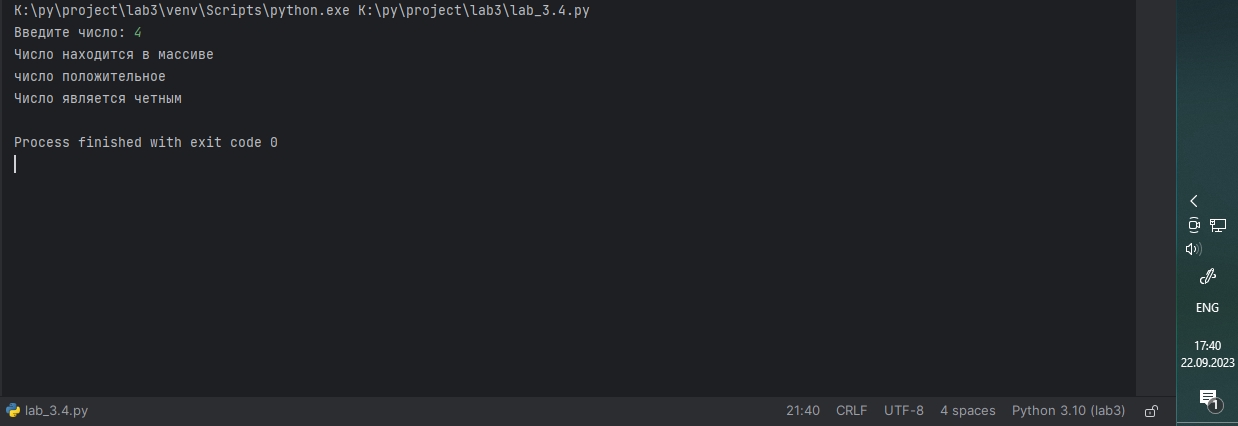 K:\py\project\lab3\venv\Scripts\python.exe K:\py\project\lab3\lab_3.4.py
Введите число: 4
Число находится в массиве
число положительное
Число является четным
Process finished with exit code 0
ENG
17:40
22.09.2023
1
lab_3.4.py 21:40 CRLF UTF-8 4 spaces Python 3.10 (lab3)